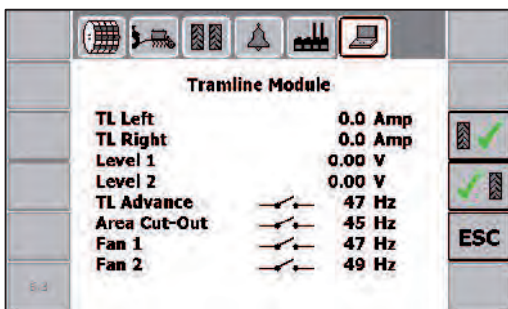 Tramline Module
TL Left 0.0 Amp
TL Right 0.0 Amp
Level 1 0.00 V
Level 2 0.00 V
TL Advance 47 Hz
Area Cut-Out 45 Hz
Fan 1 47 Hz
Fan 2 49 Hz
ESC